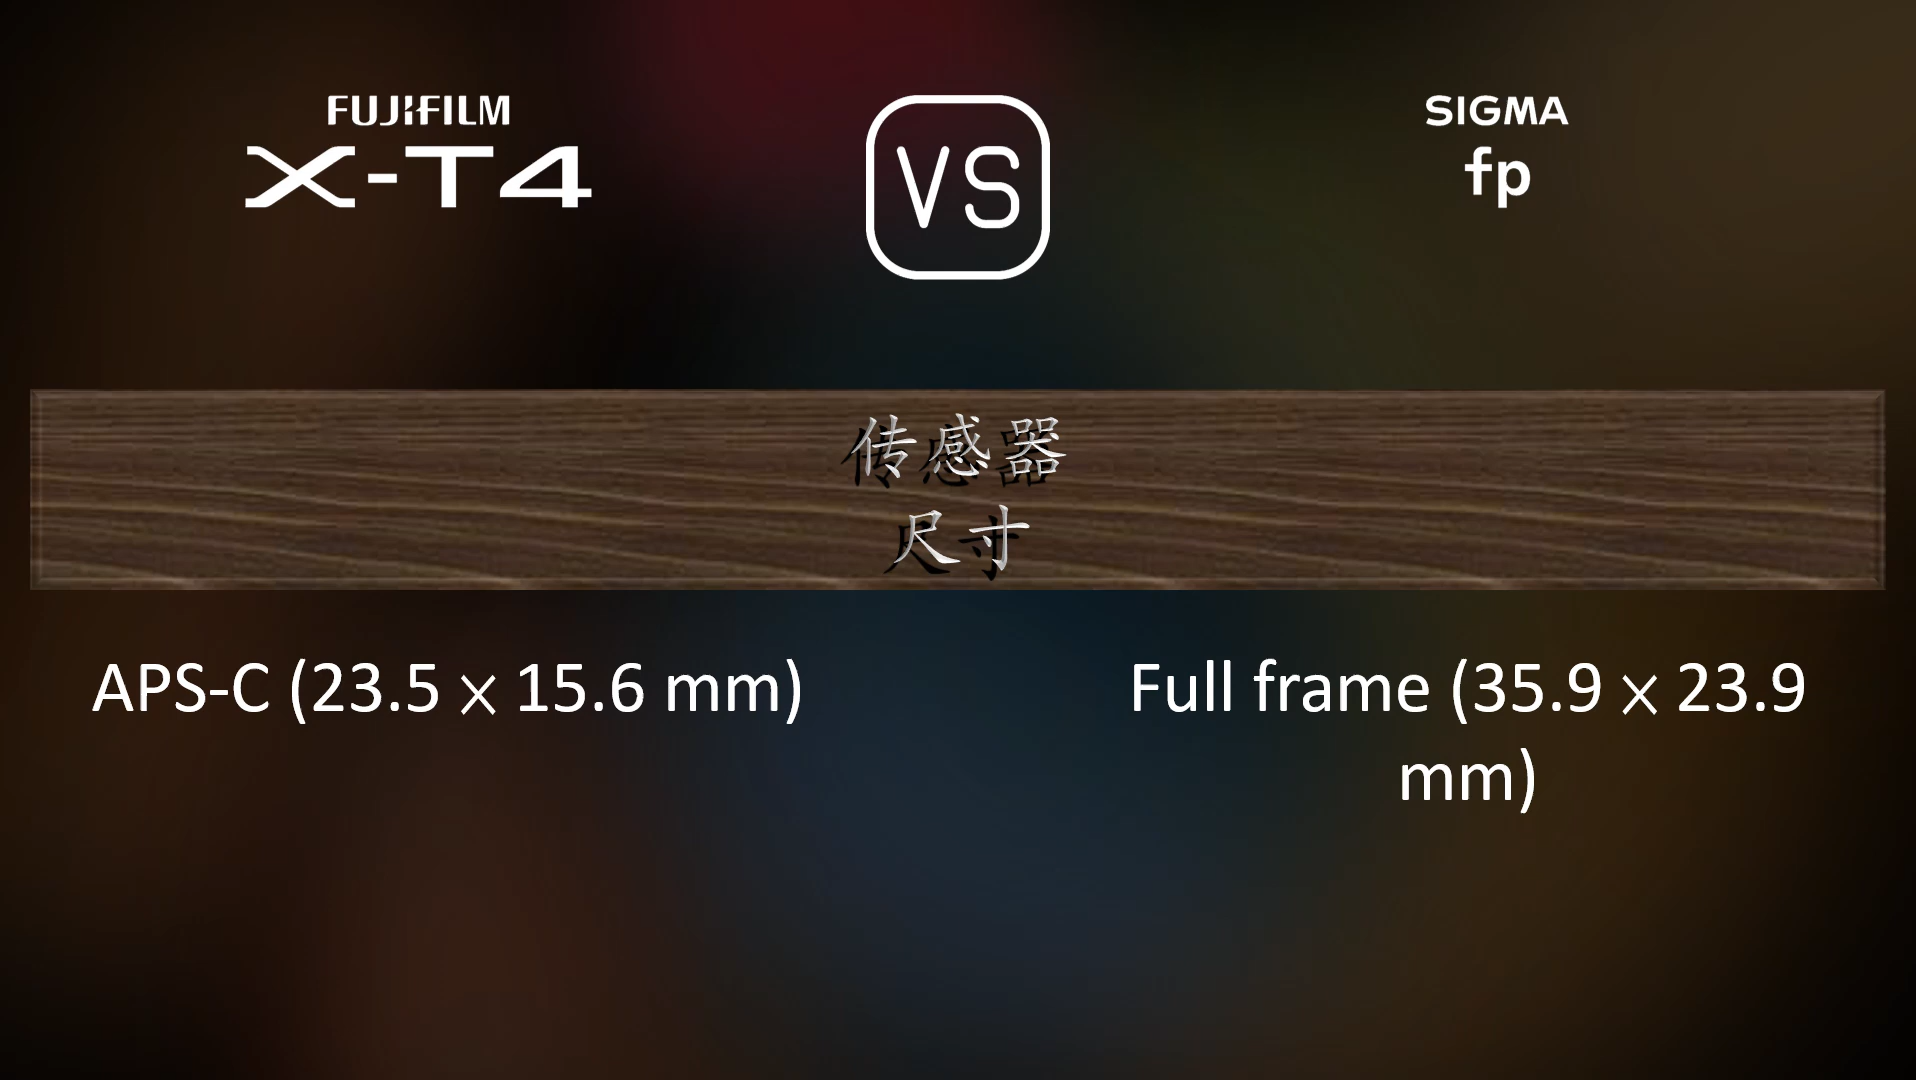 FUJIFILM
X-T4
VS
SIGMA
fp
传感器
尺寸
APS-C (23.5 x 15.6 mm)
Full frame (35.9 x 23.9
mm)